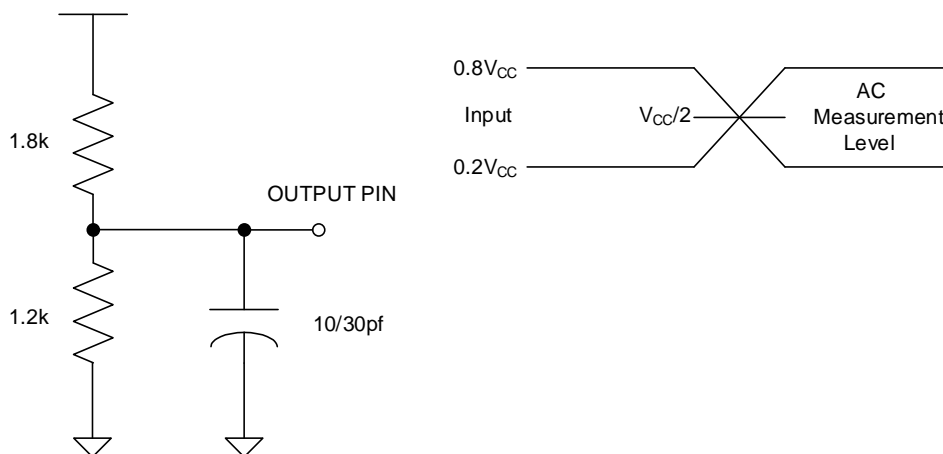 1.8k
1.2k
OUTPUT PIN
10/30pf
0.8VCC
Input
0.2VCC
VCC/2
AC
Measurement
Level